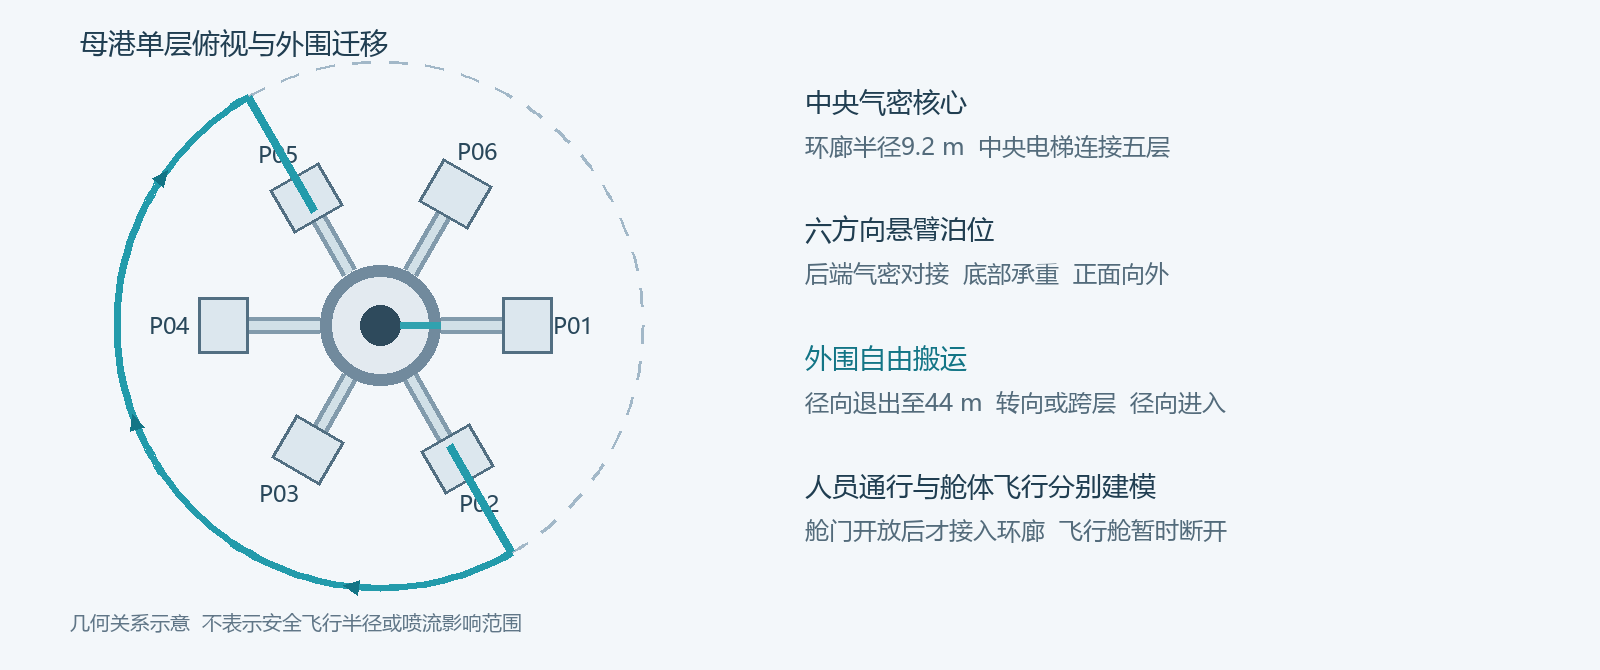 母港单层俯视与外围迁移
P05
P06
P04
P01
P03
P02
几何关系示意 不表示安全飞行半径或喷流影响范围
中央气密核心
环廊半径9.2 m 中央电梯连接五层
六方向悬臂泊位
后端气密对接 底部承重 正面向外
外围自由搬运
径向退出至44 m 转向或跨层 径向进入
人员通行与舱体飞行分别建模
舱门开放后才接入环廊 飞行舱暂时断开